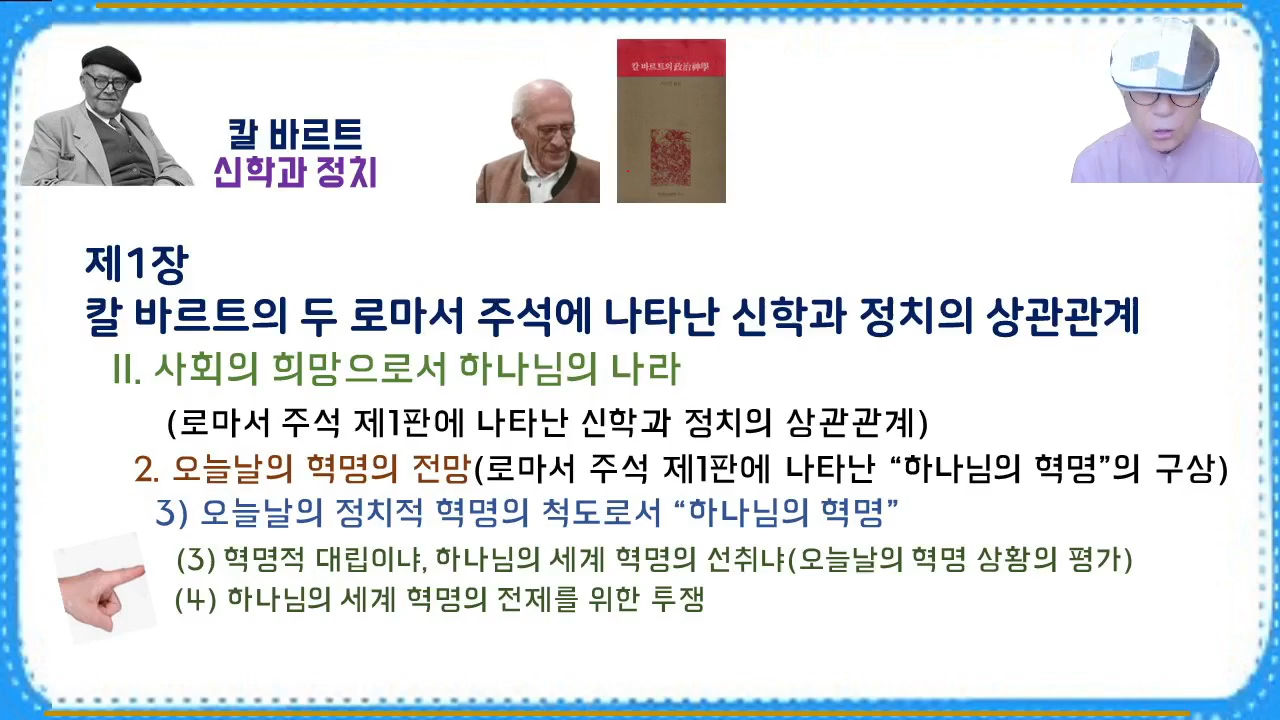 칼 바르트
신학과 정치
칼 바르트의 政治神學
제1장
칼 바르트의 두 로마서 주석에 나타난 신학과 정치의 상관관계
II. 사회의 희망으로서 하나님의 나라
(로마서 주석 제1판에 나타난 신학과 정치의 상관관계)
2. 오늘날의 혁명의 전망(로마서 주석 제1판에 나타난 “하나님의 혁명”의 구상)
3) 오늘날의 정치적 혁명의 척도로서 “하나님의 혁명”
(3) 혁명적 대립이냐, 하나님의 세계 혁명의 선취냐(오늘날의 혁명 상황의 평가)
(4) 하나님의 세계 혁명의 전제를 위한 투쟁